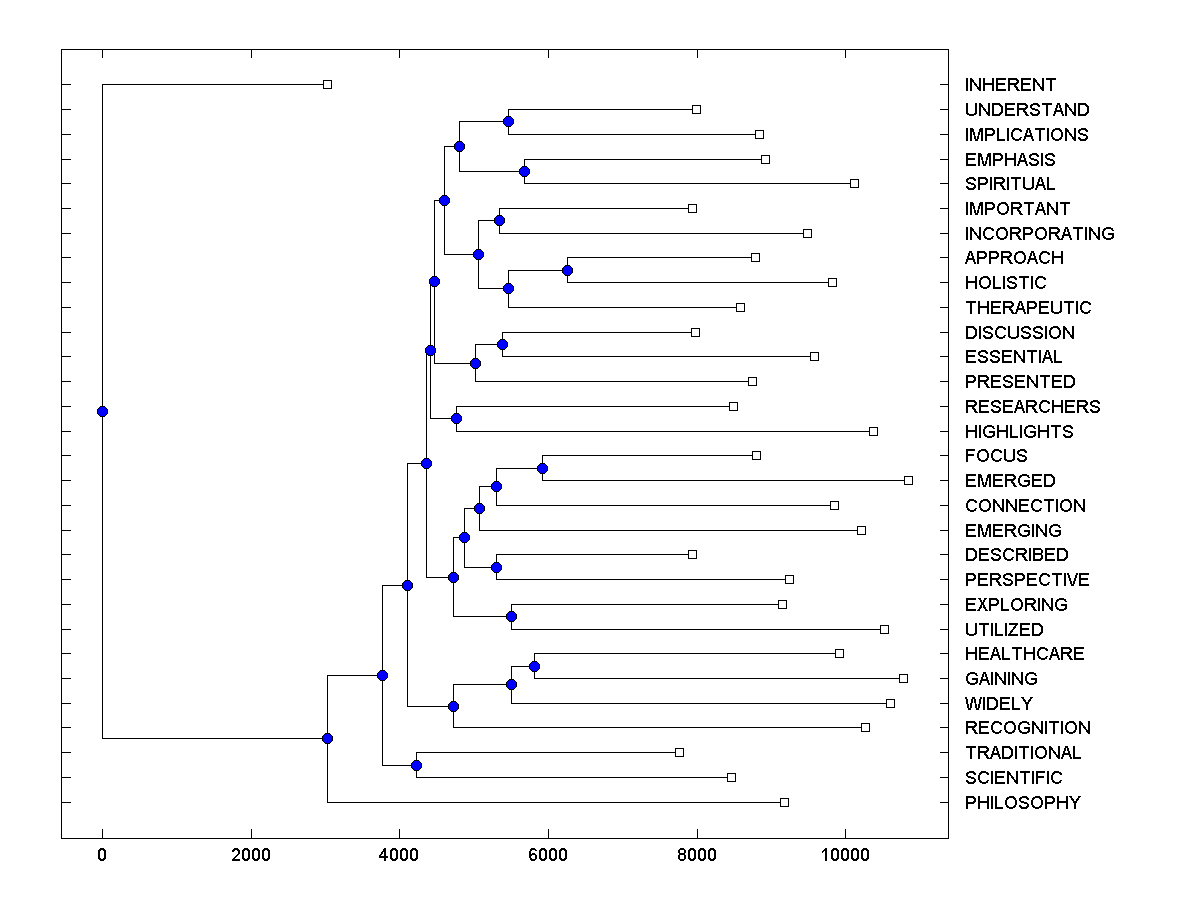 INHERENT
UNDERSTAND
IMPLICATIONS
EMPHASIS
SPIRITUAL
IMPORTANT
INCORPORATING
APPROACH
HOLISTIC
THERAPEUTIC
DISCUSSION
ESSENTIAL
PRESENTED
RESEARCHERS
HIGHLIGHTS
FOCUS
EMERGED
CONNECTION
EMERGING
DESCRIBED
PERSPECTIVE
EXPLORING
UTILIZED
HEALTHCARE
GAINING
WIDELY
RECOGNITION
TRADITIONAL
SCIENTIFIC
PHILOSOPHY
0 2000 4000 6000 8000 10000